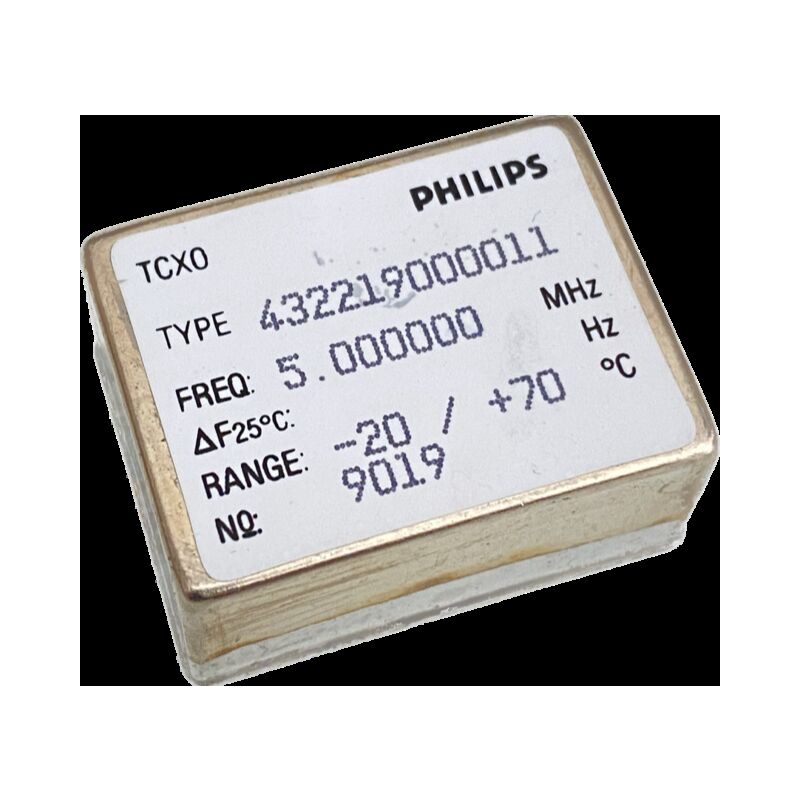 PHILIPS
TCXO
TYPE 432219000011
FREQ: 5.000000 MHz
ΔF25°C: Hz
RANGE: -20 / +70 °C
NO: 9019